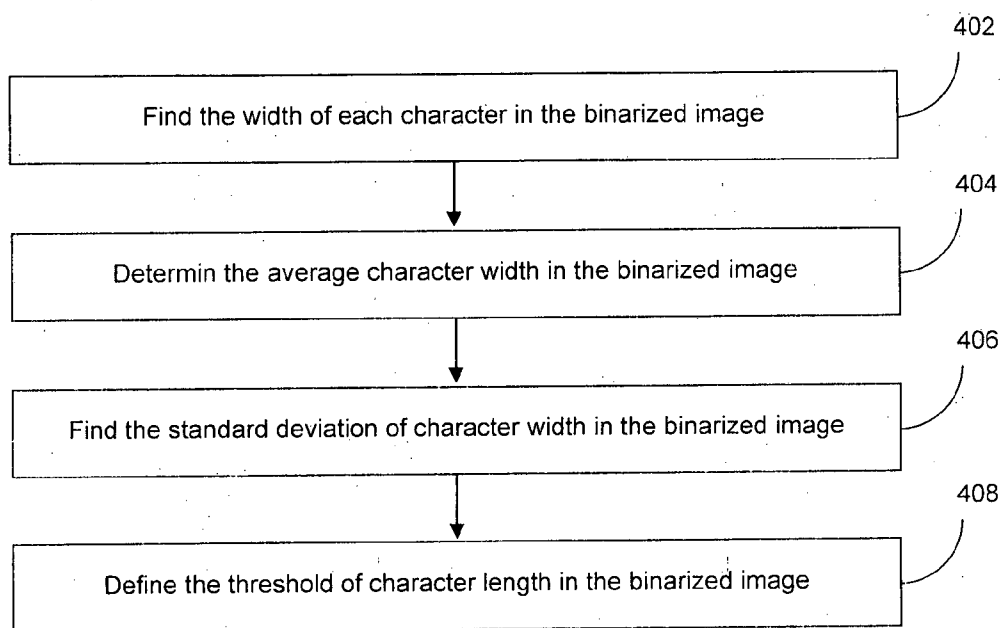 402
Find the width of each character in the binarized image
404
Determin the average character width in the binarized image
406
Find the standard deviation of character width in the binarized image
408
Define the threshold of character length in the binarized image